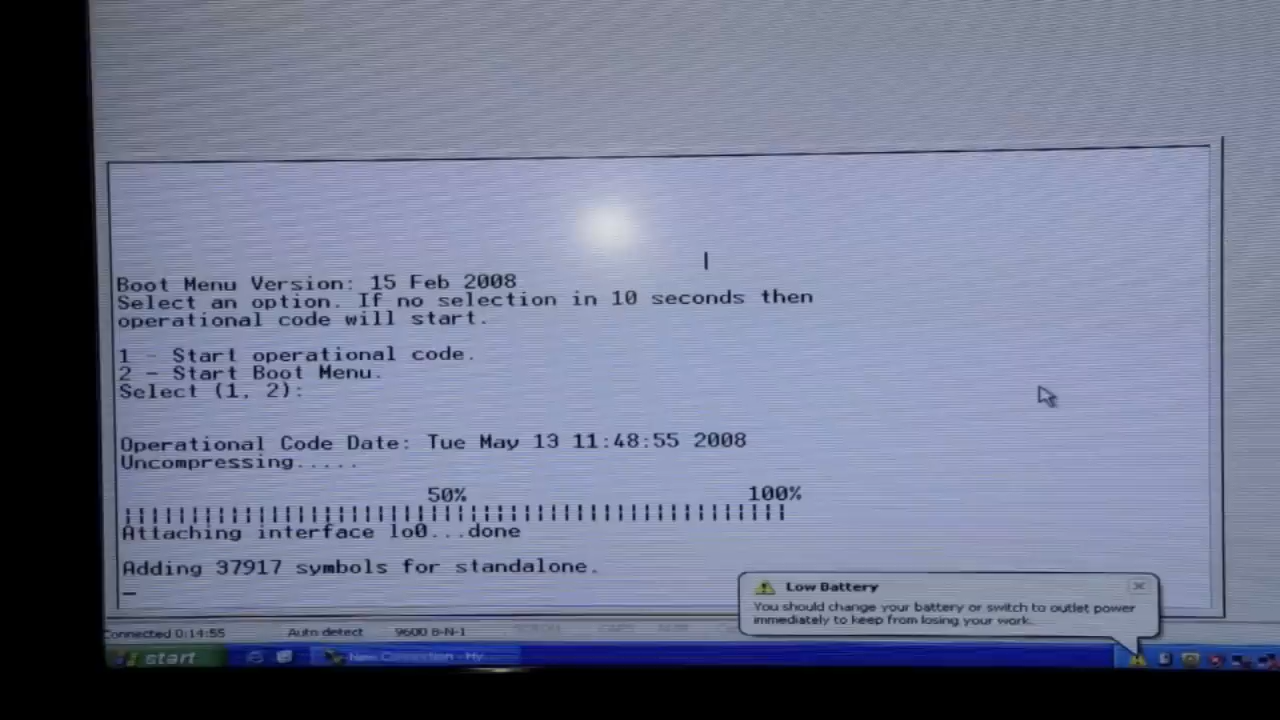 Boot Menu Version: 15 Feb 2008
Select an option. If no selection in 10 seconds then
operational code will start.
1 - Start operational code.
2 - Start Boot Menu.
Select (1, 2):
Operational Code Date: Tue May 13 11:48:55 2008
Uncompressing.....
50% 100%
||||||||||||||||||||||||||||||||||||||||||||||||||
Attaching interface lo0...done
Adding 37917 symbols for standalone.
Low Battery
You should change your battery or switch to outlet power
immediately to keep from losing your work.
Connected 0:14:55 Auto detect 9600 8-N-1
start New Connection - Hy